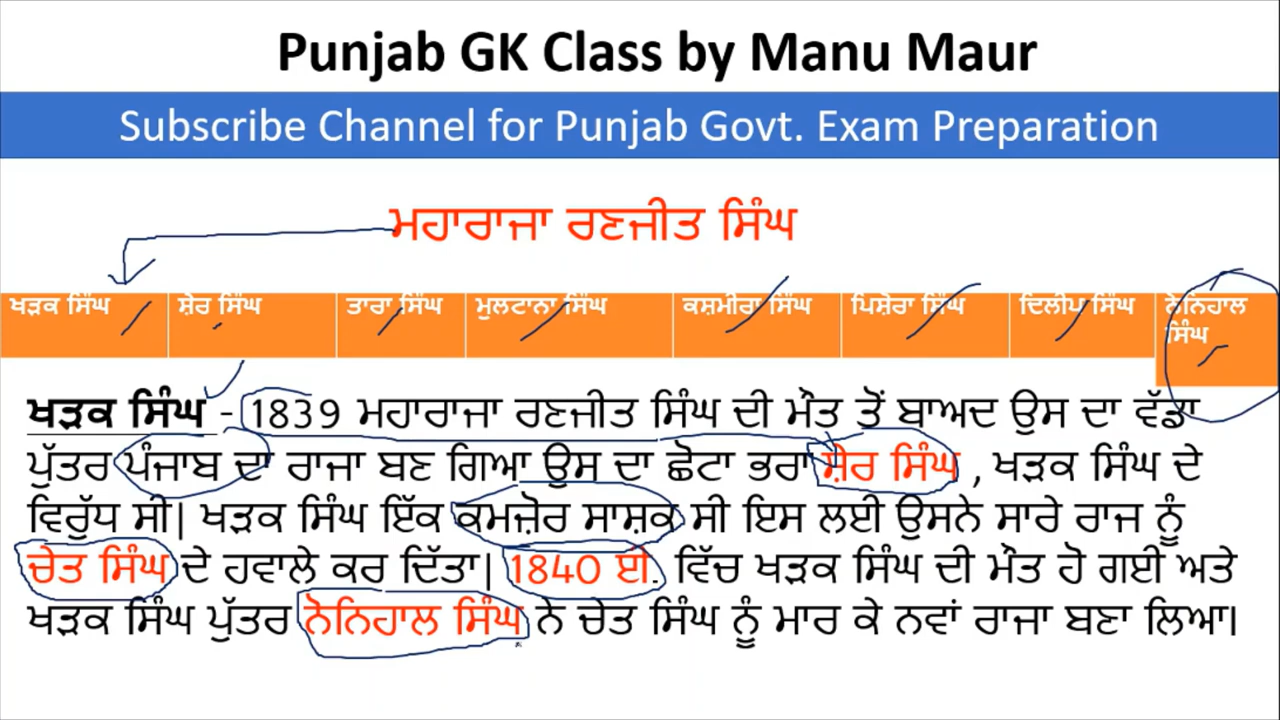 Punjab GK Class by Manu Maur
Subscribe Channel for Punjab Govt. Exam Preparation
ਮਹਾਰਾਜਾ ਰਣਜੀਤ ਸਿੰਘ
ਖੜਕ ਸਿੰਘ ਸ਼ੇਰ ਸਿੰਘ ਤਾਰਾ ਸਿੰਘ ਮੁਲਟਾਨਾ ਸਿੰਘ ਕਸ਼ਮੀਰਾ ਸਿੰਘ ਪਿਸ਼ੋਰਾ ਸਿੰਘ ਦਿਲੀਪ ਸਿੰਘ ਨੋਨਿਹਾਲ
ਸਿੰਘ
ਖੜਕ ਸਿੰਘ - 1839 ਮਹਾਰਾਜਾ ਰਣਜੀਤ ਸਿੰਘ ਦੀ ਮੌਤ ਤੋਂ ਬਾਅਦ ਉਸ ਦਾ ਵੱਡਾ
ਪੁੱਤਰ ਪੰਜਾਬ ਦਾ ਰਾਜਾ ਬਣ ਗਿਆ ਉਸ ਦਾ ਛੋਟਾ ਭਰਾ ਸ਼ੇਰ ਸਿੰਘ , ਖੜਕ ਸਿੰਘ ਦੇ
ਵਿਰੁੱਧ ਸੀ| ਖੜਕ ਸਿੰਘ ਇੱਕ ਕਮਜ਼ੋਰ ਸਾਸ਼ਕ ਸੀ ਇਸ ਲਈ ਉਸਨੇ ਸਾਰੇ ਰਾਜ ਨੂੰ
ਚੇਤ ਸਿੰਘ ਦੇ ਹਵਾਲੇ ਕਰ ਦਿੱਤਾ| 1840 ਈ. ਵਿੱਚ ਖੜਕ ਸਿੰਘ ਦੀ ਮੌਤ ਹੋ ਗਈ ਅਤੇ
ਖੜਕ ਸਿੰਘ ਪੁੱਤਰ ਨੋਨਿਹਾਲ ਸਿੰਘ ਨੇ ਚੇਤ ਸਿੰਘ ਨੂੰ ਮਾਰ ਕੇ ਨਵਾਂ ਰਾਜਾ ਬਣਾ ਲਿਆ।